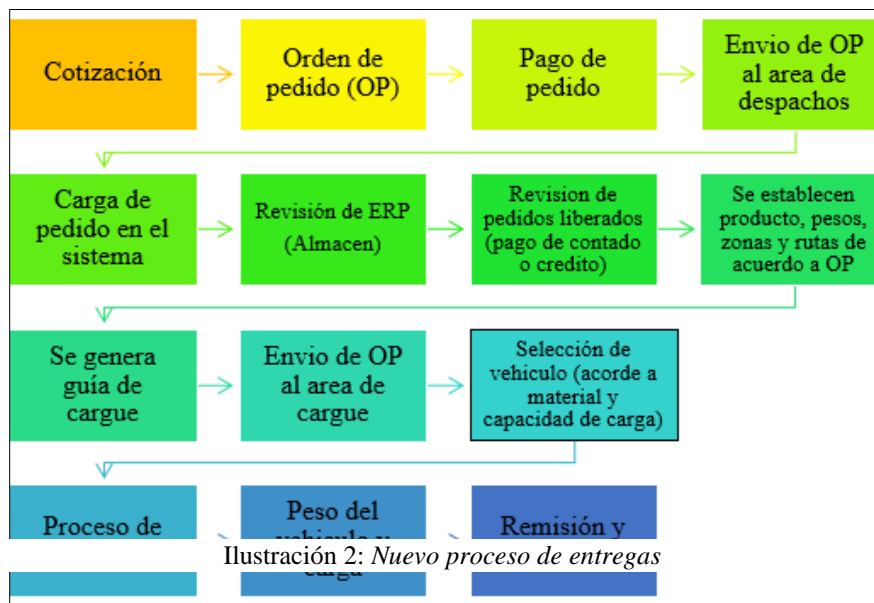 Cotización
Orden de
pedido (OP)
Pago de
pedido
Envio de OP
al area de
despachos
Carga de
pedido en el
sistema
Revisión de ERP
(Almacen)
Revision de
pedidos liberados
(pago de contado
o credito)
Se establecen
producto, pesos,
zonas y rutas de
acuerdo a OP
Se genera
guía de
cargue
Envio de OP
al area de
cargue
Selección de
vehiculo (acorde a
material y
capacidad de carga)
Proceso de
Peso del
vehiculo y
carga
Remisión y
Ilustración 2: Nuevo proceso de entregas